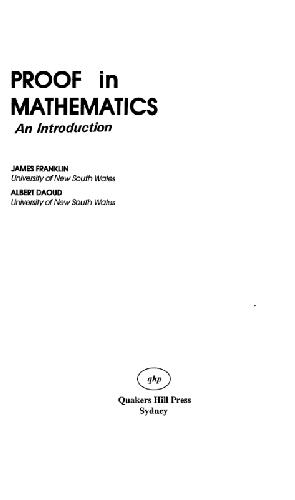 PROOF in
MATHEMATICS
An Introduction
JAMES FRANKLIN
University of New South Wales
ALBERT DAOUD
University of New South Wales
qhp
Quakers Hill Press
Sydney